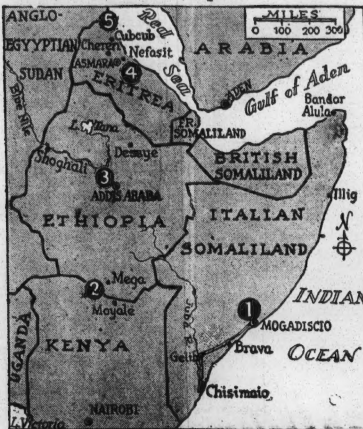 ANGLO-
EGYPTIAN
SUDAN
5
Cubcub
Cheren
Nefasit
ASMARA
4
ERITREA
Red
Sea
MILES
0 100 200 300
ARABIA
ADEN
Gulf of Aden
Bandar
Alula
Blue Nile
L. Tana
FR.
SOMALILAND
Dessye
Shoghali
BRITISH
SOMALILAND
3
ADDIS ABABA
Illig
ETHIOPIA
ITALIAN
SOMALILAND
N
Mega
2
Moyale
Juba R.
INDIAN
1
MOGADISCIO
UGANDA
KENYA
Gelib
Brava
OCEAN
Chisimaio
L. Victoria
NAIROBI